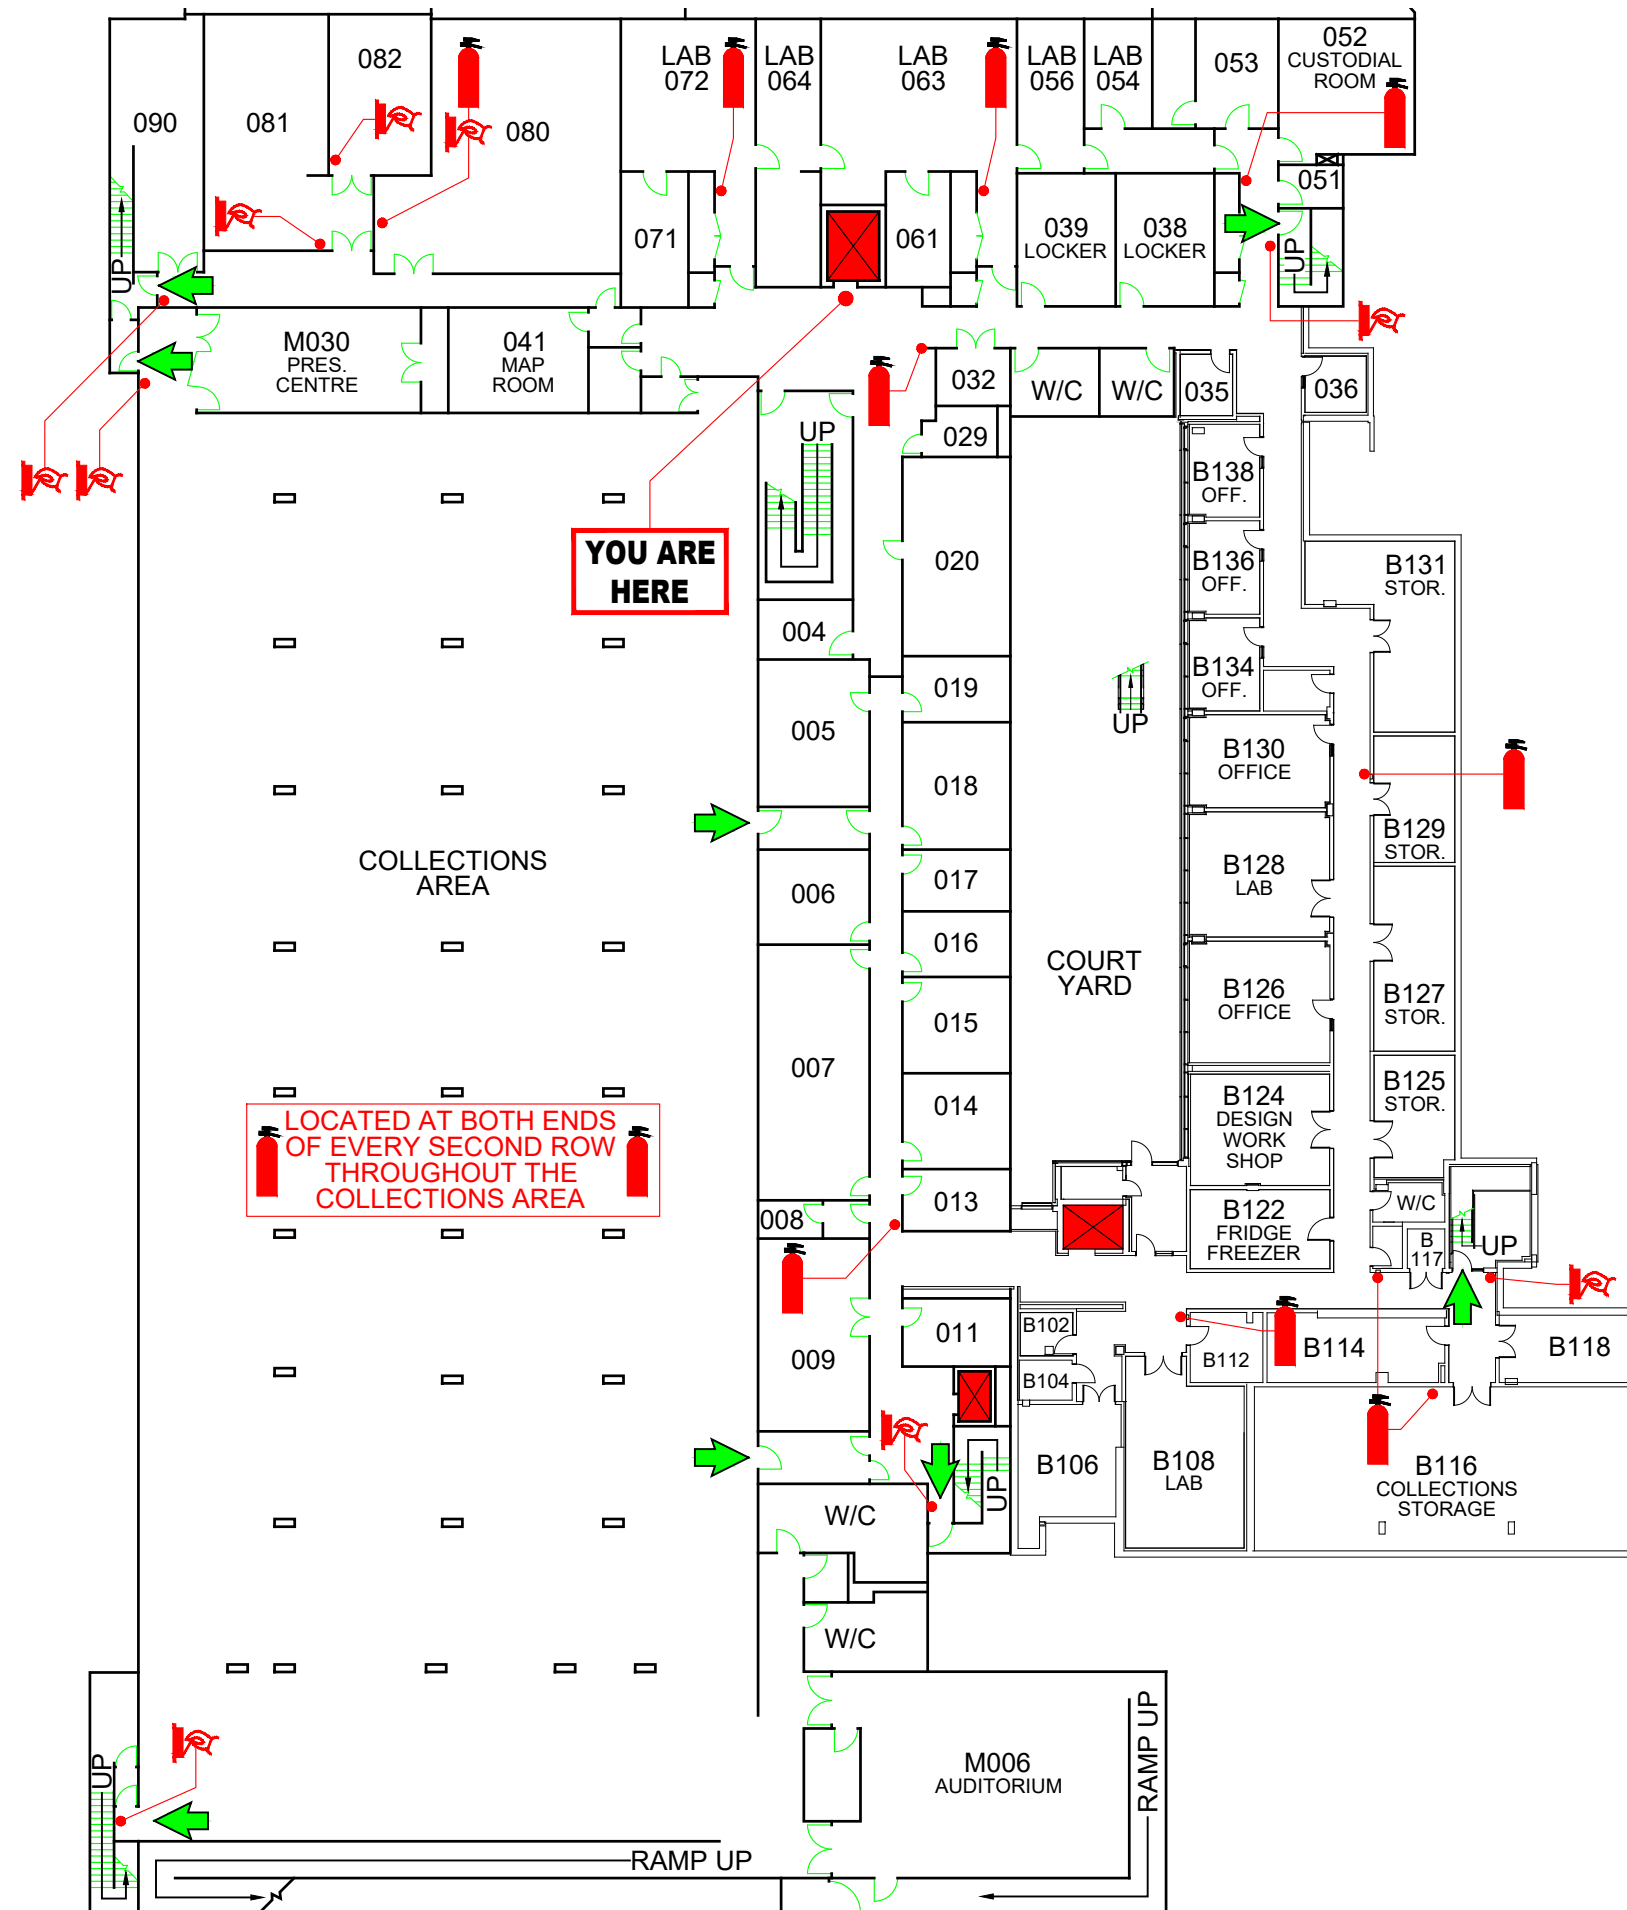 082
LAB
072
LAB
064
LAB
063
LAB
056
LAB
054
053
052
CUSTODIAL
ROOM
090
081
080
051
071
061
039
LOCKER
038
LOCKER
UP
UP
M030
PRES.
CENTRE
041
MAP
ROOM
032
W/C
W/C
035
036
029
UP
B138
OFF.
YOU ARE
HERE
020
B136
OFF.
B131
STOR.
004
B134
OFF.
019
UP
005
018
B130
OFFICE
B129
STOR.
COLLECTIONS
AREA
006
017
B128
LAB
016
COURT
YARD
B126
OFFICE
B127
STOR.
015
007
014
B124
DESIGN
WORK
SHOP
B125
STOR.
LOCATED AT BOTH ENDS
OF EVERY SECOND ROW
THROUGHOUT THE
COLLECTIONS AREA
013
008
B122
FRIDGE
FREEZER
W/C
B
117
UP
011
B102
009
B104
B112
B114
B118
B106
B108
LAB
B116
COLLECTIONS
STORAGE
UP
W/C
W/C
M006
AUDITORIUM
RAMP UP
UP
RAMP UP